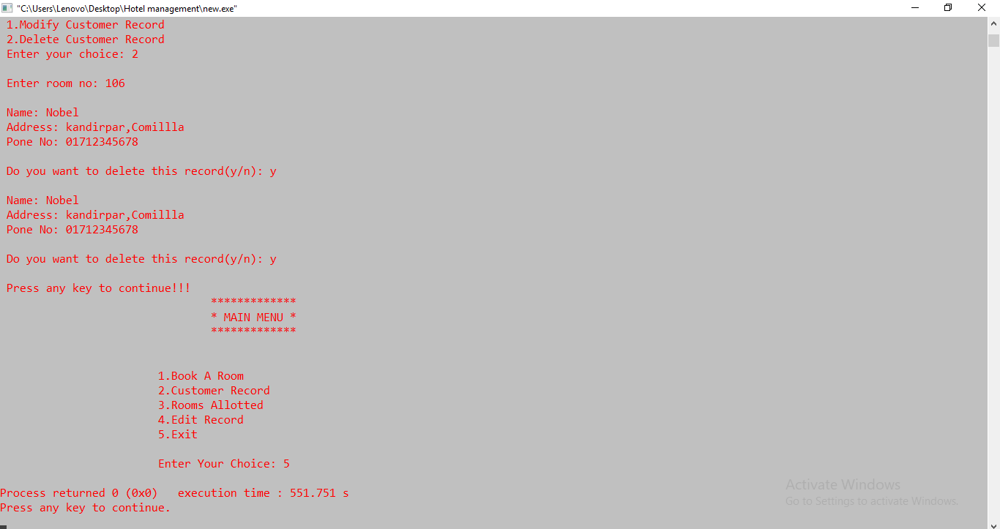 "C:\Users\Lenovo\Desktop\Hotel management\new.exe"
1.Modify Customer Record
2.Delete Customer Record
Enter your choice: 2
Enter room no: 106
Name: Nobel
Address: kandirpar,Comillla
Pone No: 01712345678
Do you want to delete this record(y/n): y
Name: Nobel
Address: kandirpar,Comillla
Pone No: 01712345678
Do you want to delete this record(y/n): y
Press any key to continue!!!
*************
* MAIN MENU *
*************
1.Book A Room
2.Customer Record
3.Rooms Allotted
4.Edit Record
5.Exit
Enter Your Choice: 5
Process returned 0 (0x0)   execution time : 551.751 s
Press any key to continue.
Activate Windows
Go to Settings to activate Windows.